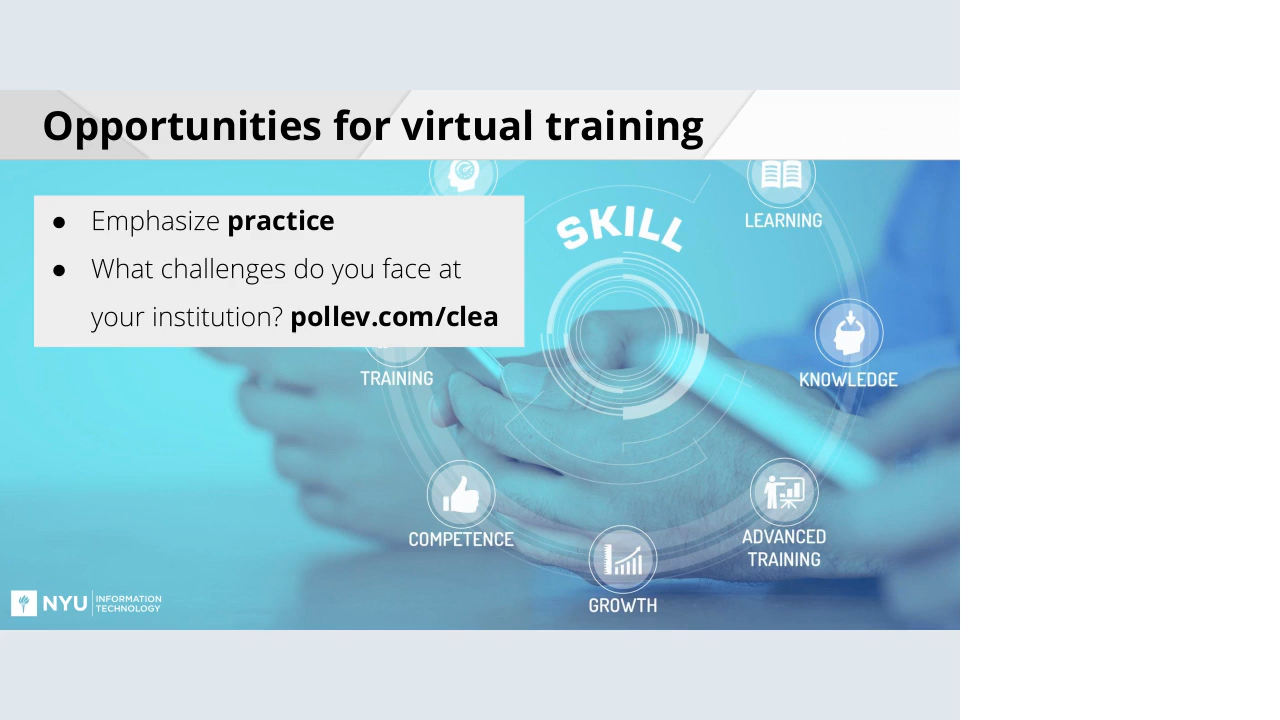 Opportunities for virtual training
● Emphasize practice
● What challenges do you face at
your institution? pollev.com/clea
SKILL
LEARNING
KNOWLEDGE
TRAINING
COMPETENCE
ADVANCED
TRAINING
GROWTH
NYU INFORMATION
TECHNOLOGY